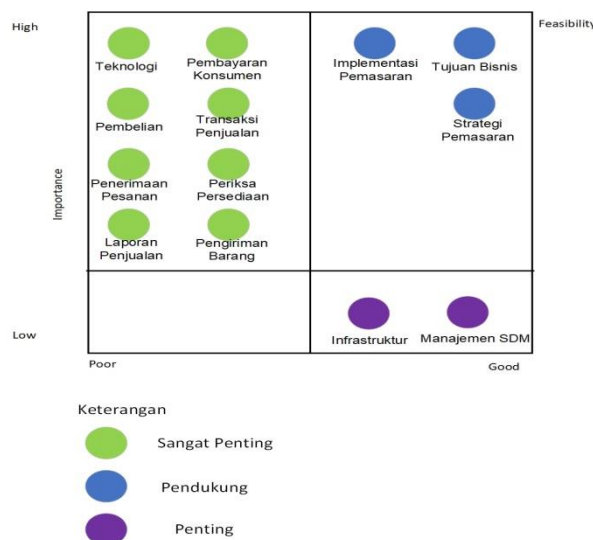 High
Feasibility
Teknologi
Pembayaran
Konsumen
Implementasi
Pemasaran
Tujuan Bisnis
Pembelian
Transaksi
Penjualan
Strategi
Pemasaran
Importance
Penerimaan
Pesanan
Periksa
Persediaan
Laporan
Penjualan
Pengiriman
Barang
Low
Infrastruktur
Manajemen SDM
Poor
Good
Keterangan
Sangat Penting
Pendukung
Penting